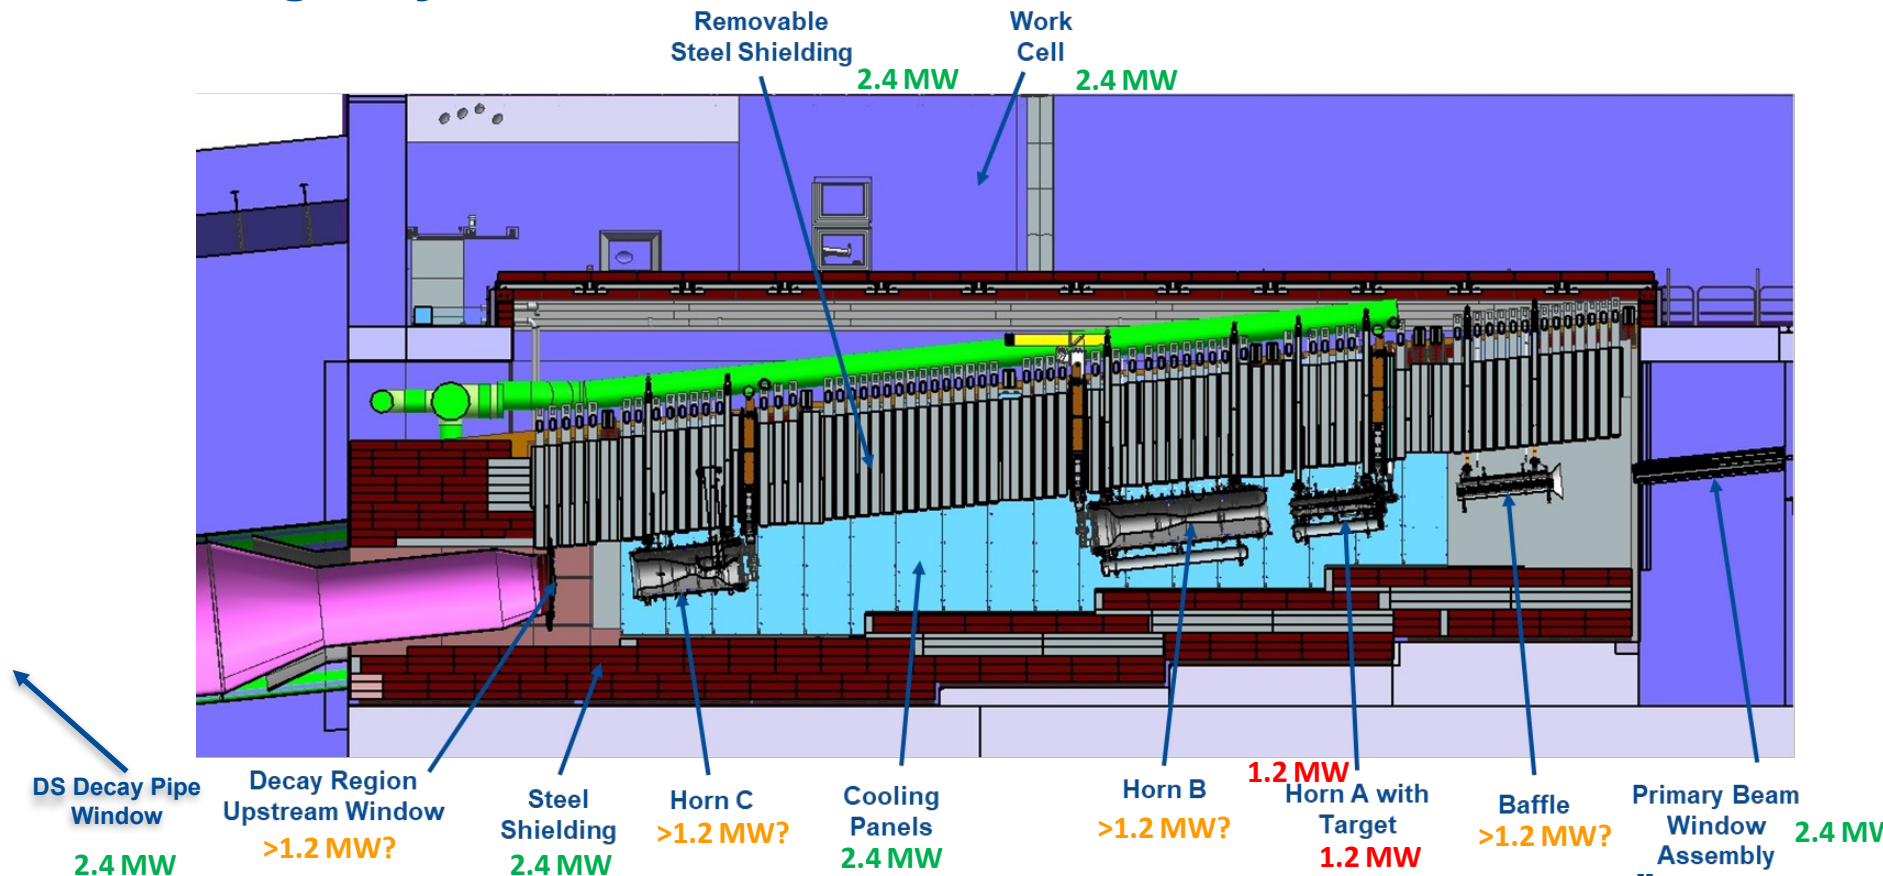 Removable
Steel Shielding
2.4 MW
Work
Cell
2.4 MW
DS Decay Pipe
Window
2.4 MW
Decay Region
Upstream Window
>1.2 MW?
Steel
Shielding
2.4 MW
Horn C
>1.2 MW?
Cooling
Panels
2.4 MW
Horn B
>1.2 MW?
1.2 MW
Horn A with
Target
1.2 MW
Baffle
>1.2 MW?
Primary Beam
Window
Assembly
2.4 MW